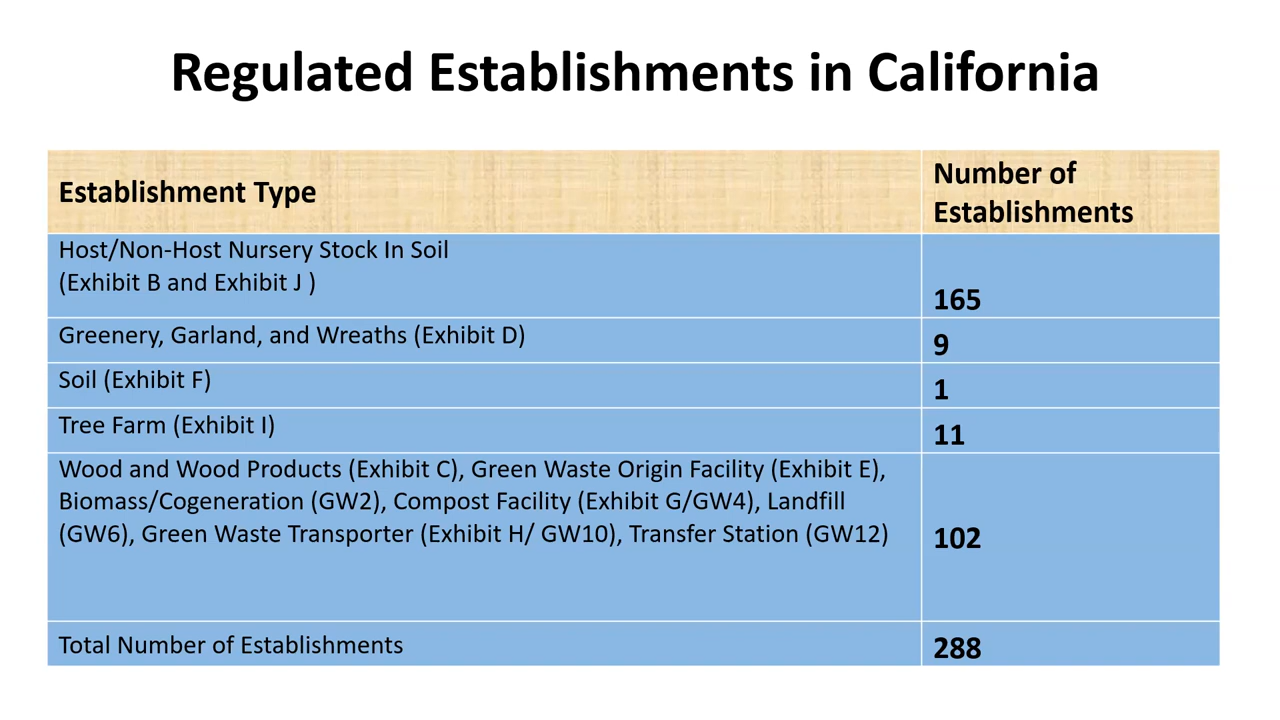 Regulated Establishments in California
Establishment Type
Number of
Establishments
Host/Non-Host Nursery Stock In Soil
(Exhibit B and Exhibit J )
165
Greenery, Garland, and Wreaths (Exhibit D)
9
Soil (Exhibit F)
1
Tree Farm (Exhibit I)
11
Wood and Wood Products (Exhibit C), Green Waste Origin Facility (Exhibit E),
Biomass/Cogeneration (GW2), Compost Facility (Exhibit G/GW4), Landfill
(GW6), Green Waste Transporter (Exhibit H/ GW10), Transfer Station (GW12)
102
Total Number of Establishments
288